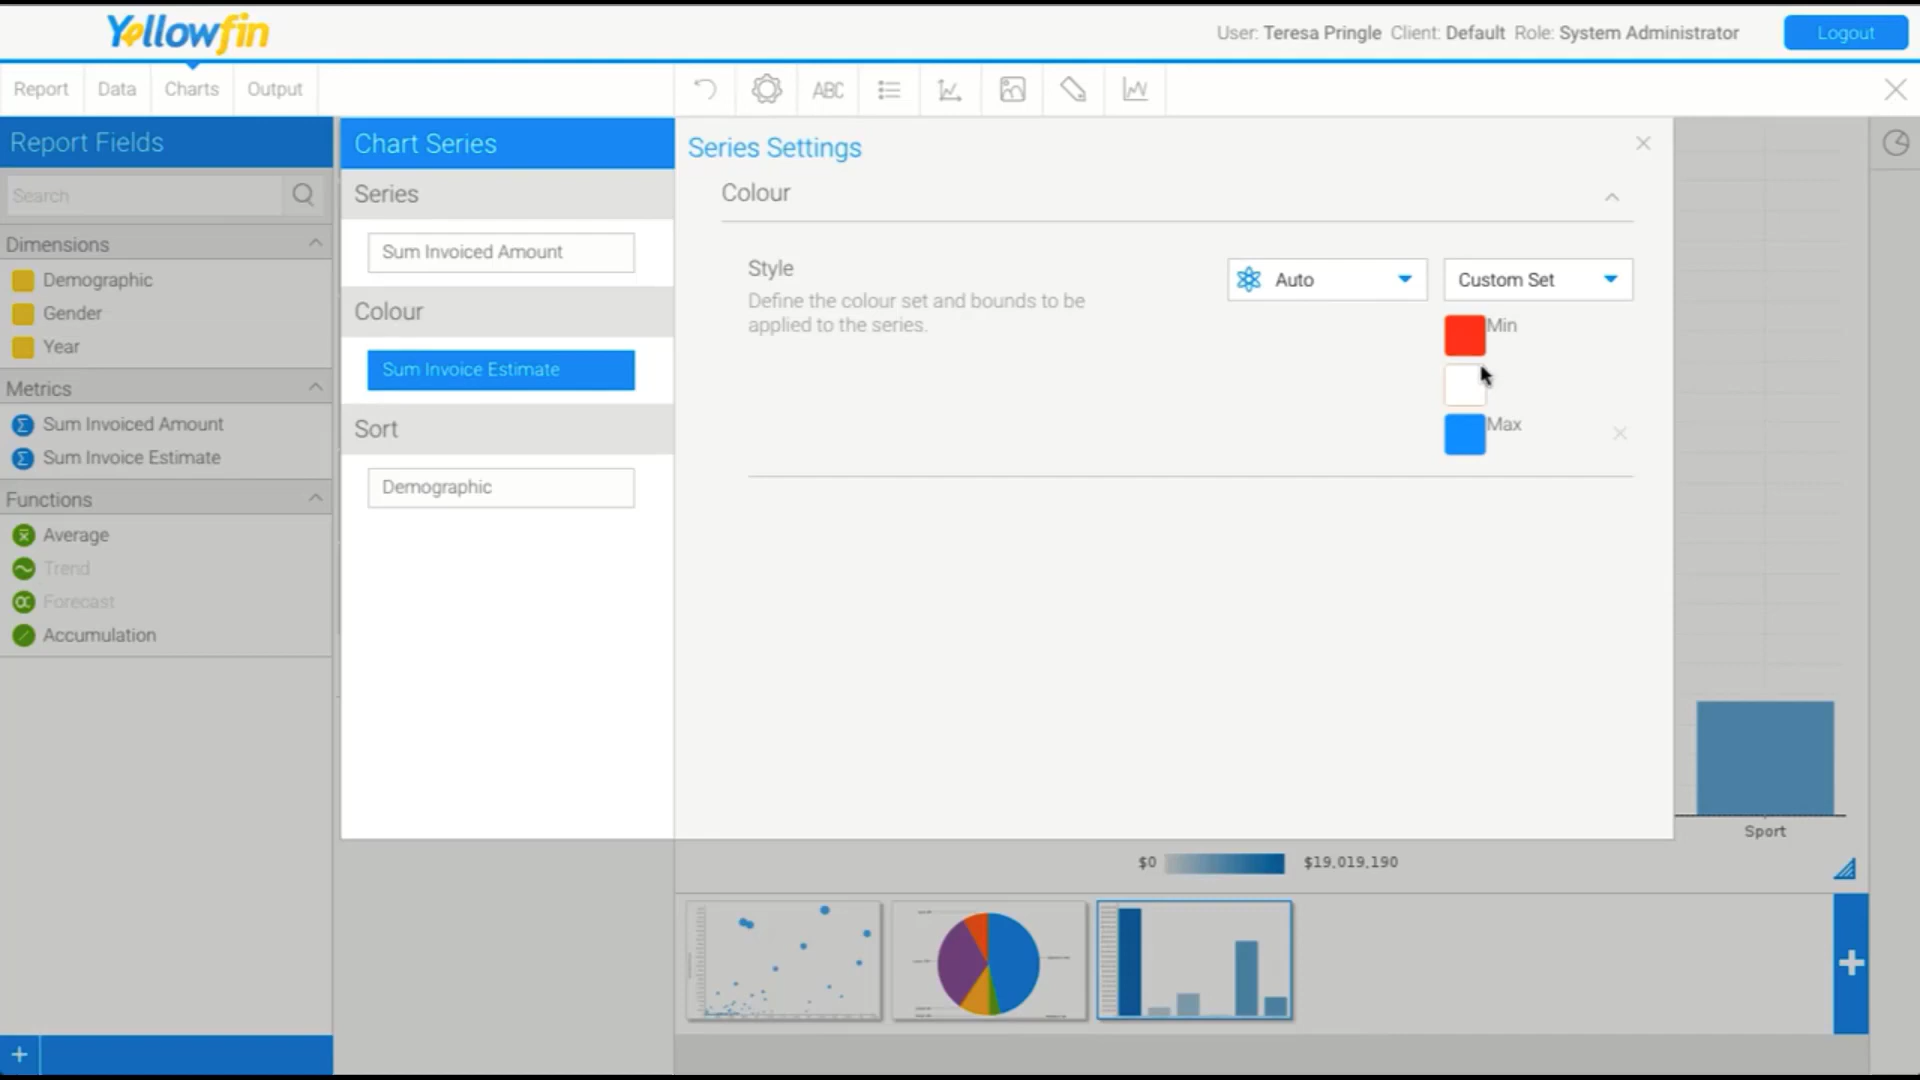 Yellowfin
User: Teresa Pringle Client: Default Role: System Administrator
Logout
Report Data Charts Output
ABC
Report Fields
Search
Dimensions
Demographic
Gender
Year
Metrics
Sum Invoiced Amount
Sum Invoice Estimate
Functions
Average
Trend
Forecast
Accumulation
Chart Series
Series
Sum Invoiced Amount
Colour
Sum Invoice Estimate
Sort
Demographic
Series Settings
Colour
Style
Define the colour set and bounds to be
applied to the series.
Auto
Custom Set
Min
Max
Sport
$0
$19,019,190